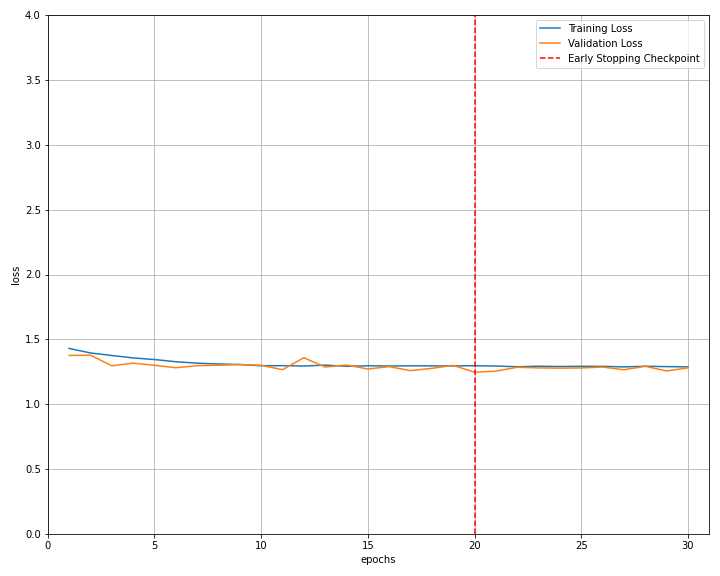 4.0
3.5
3.0
2.5
2.0
1.5
1.0
0.5
0.0
loss
0 5 10 15 20 25 30
epochs
Training Loss
Validation Loss
Early Stopping Checkpoint